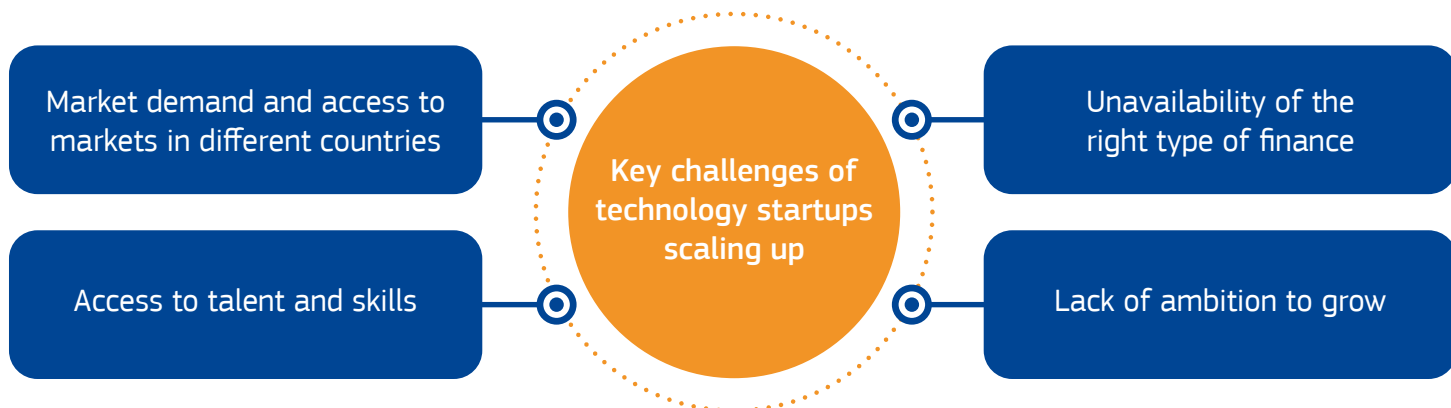 Market demand and access to
markets in different countries
Access to talent and skills
Key challenges of
technology startups
scaling up
Unavailability of the
right type of finance
Lack of ambition to grow